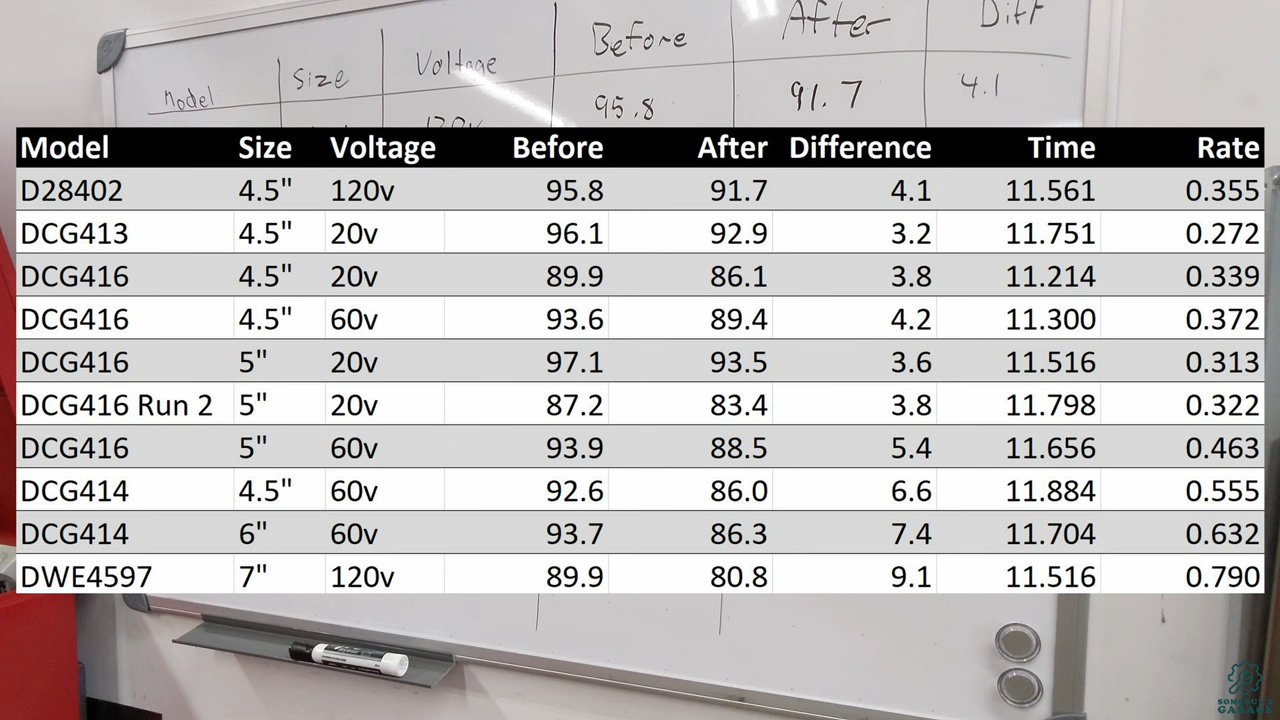 Model Size Voltage Before After Diff
95.8 91.7 4.1
Model Size Voltage Before After Difference Time Rate
D28402 4.5" 120v 95.8 91.7 4.1 11.561 0.355
DCG413 4.5" 20v 96.1 92.9 3.2 11.751 0.272
DCG416 4.5" 20v 89.9 86.1 3.8 11.214 0.339
DCG416 4.5" 60v 93.6 89.4 4.2 11.300 0.372
DCG416 5" 20v 97.1 93.5 3.6 11.516 0.313
DCG416 Run 2 5" 20v 87.2 83.4 3.8 11.798 0.322
DCG416 5" 60v 93.9 88.5 5.4 11.656 0.463
DCG414 4.5" 60v 92.6 86.0 6.6 11.884 0.555
DCG414 6" 60v 93.7 86.3 7.4 11.704 0.632
DWE4597 7" 120v 89.9 80.8 9.1 11.516 0.790
GARAGE